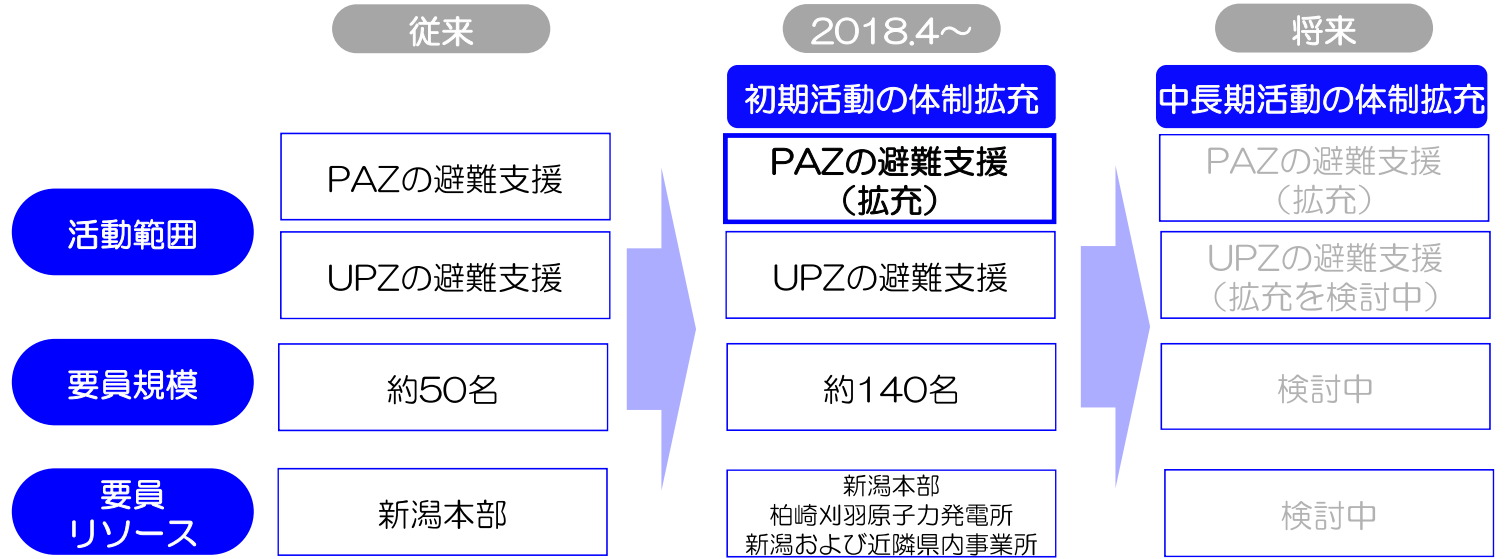 従来
2018.4～
将来
初期活動の体制拡充
中長期活動の体制拡充
活動範囲
PAZの避難支援
PAZの避難支援
（拡充）
PAZの避難支援
（拡充）
UPZの避難支援
UPZの避難支援
UPZの避難支援
（拡充を検討中）
要員規模
約50名
約140名
検討中
要員
リソース
新潟本部
新潟本部
柏崎刈羽原子力発電所
新潟および近隣県内事業所
検討中